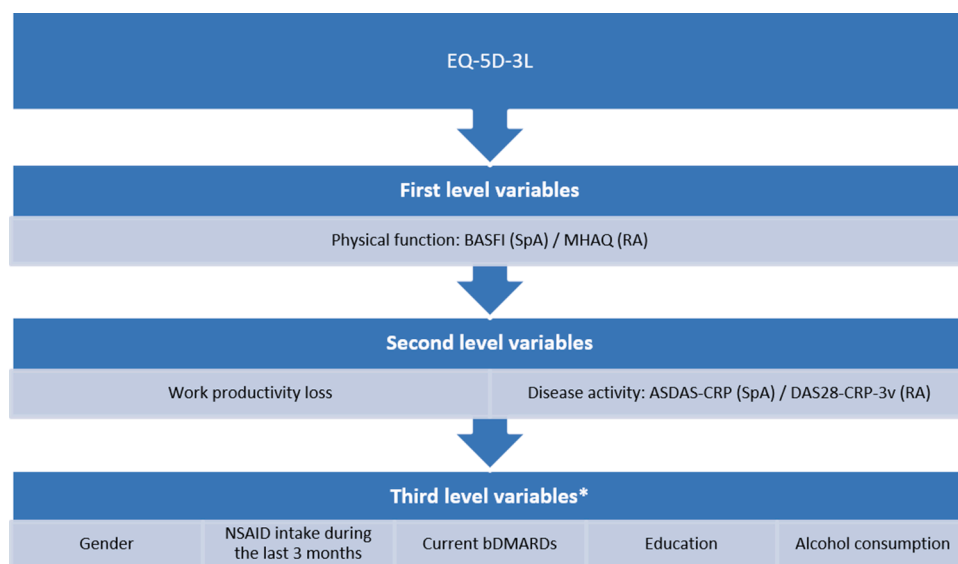 EQ-5D-3L
First level variables
Physical function: BASFI (SpA) / MHAQ (RA)
Second level variables
Work productivity loss
Disease activity: ASDAS-CRP (SpA) / DAS28-CRP-3v (RA)
Third level variables*
Gender
NSAID intake during
the last 3 months
Current bDMARDs
Education
Alcohol consumption